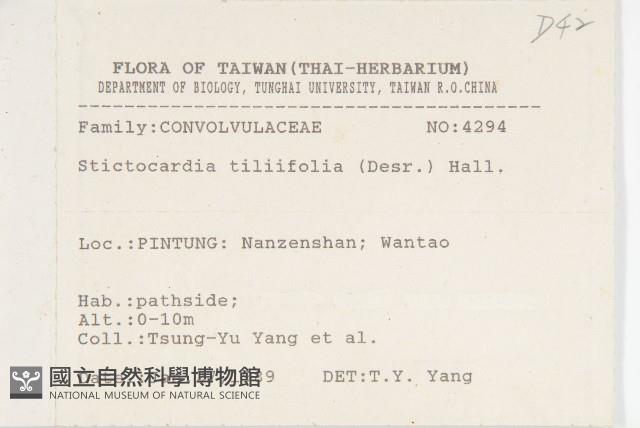 D42
FLORA OF TAIWAN(THAI-HERBARIUM)
DEPARTMENT OF BIOLOGY, TUNGHAI UNIVERSITY, TAIWAN R.O.CHINA
Family:CONVOLVULACEAE NO:4294
Stictocardia tiliifolia (Desr.) Hall.
Loc.:PINTUNG: Nanzenshan; Wantao
Hab.:pathside;
Alt.:0-10m
Coll.:Tsung-Yu Yang et al.
DET:T.Y. Yang
國立自然科學博物館
NATIONAL MUSEUM OF NATURAL SCIENCE